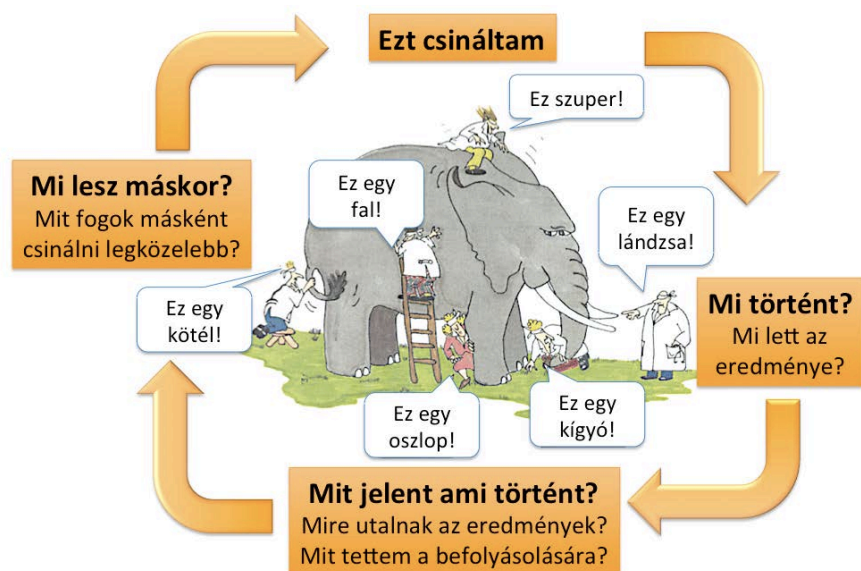 Ezt csináltam
Ez szuper!
Ez egy
fal!
Ez egy
lándzsa!
Mi lesz máskor?
Mit fogok másként
csinálni legközelebb?
Ez egy
kötél!
Mi történt?
Mi lett az
eredménye?
Ez egy
oszlop!
Ez egy
kígyó!
Mit jelent ami történt?
Mire utalnak az eredmények?
Mit tettem a befolyásolására?